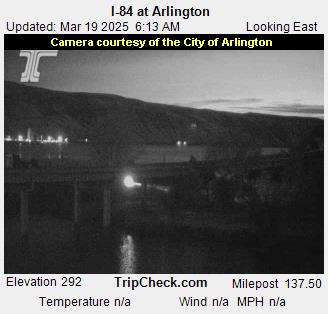 I-84 at Arlington
Updated: Mar 19 2025 6:13 AM Looking East
Camera courtesy of the City of Arlington
Elevation 292 TripCheck.com Milepost 137.50
Temperature n/a Wind n/a MPH n/a